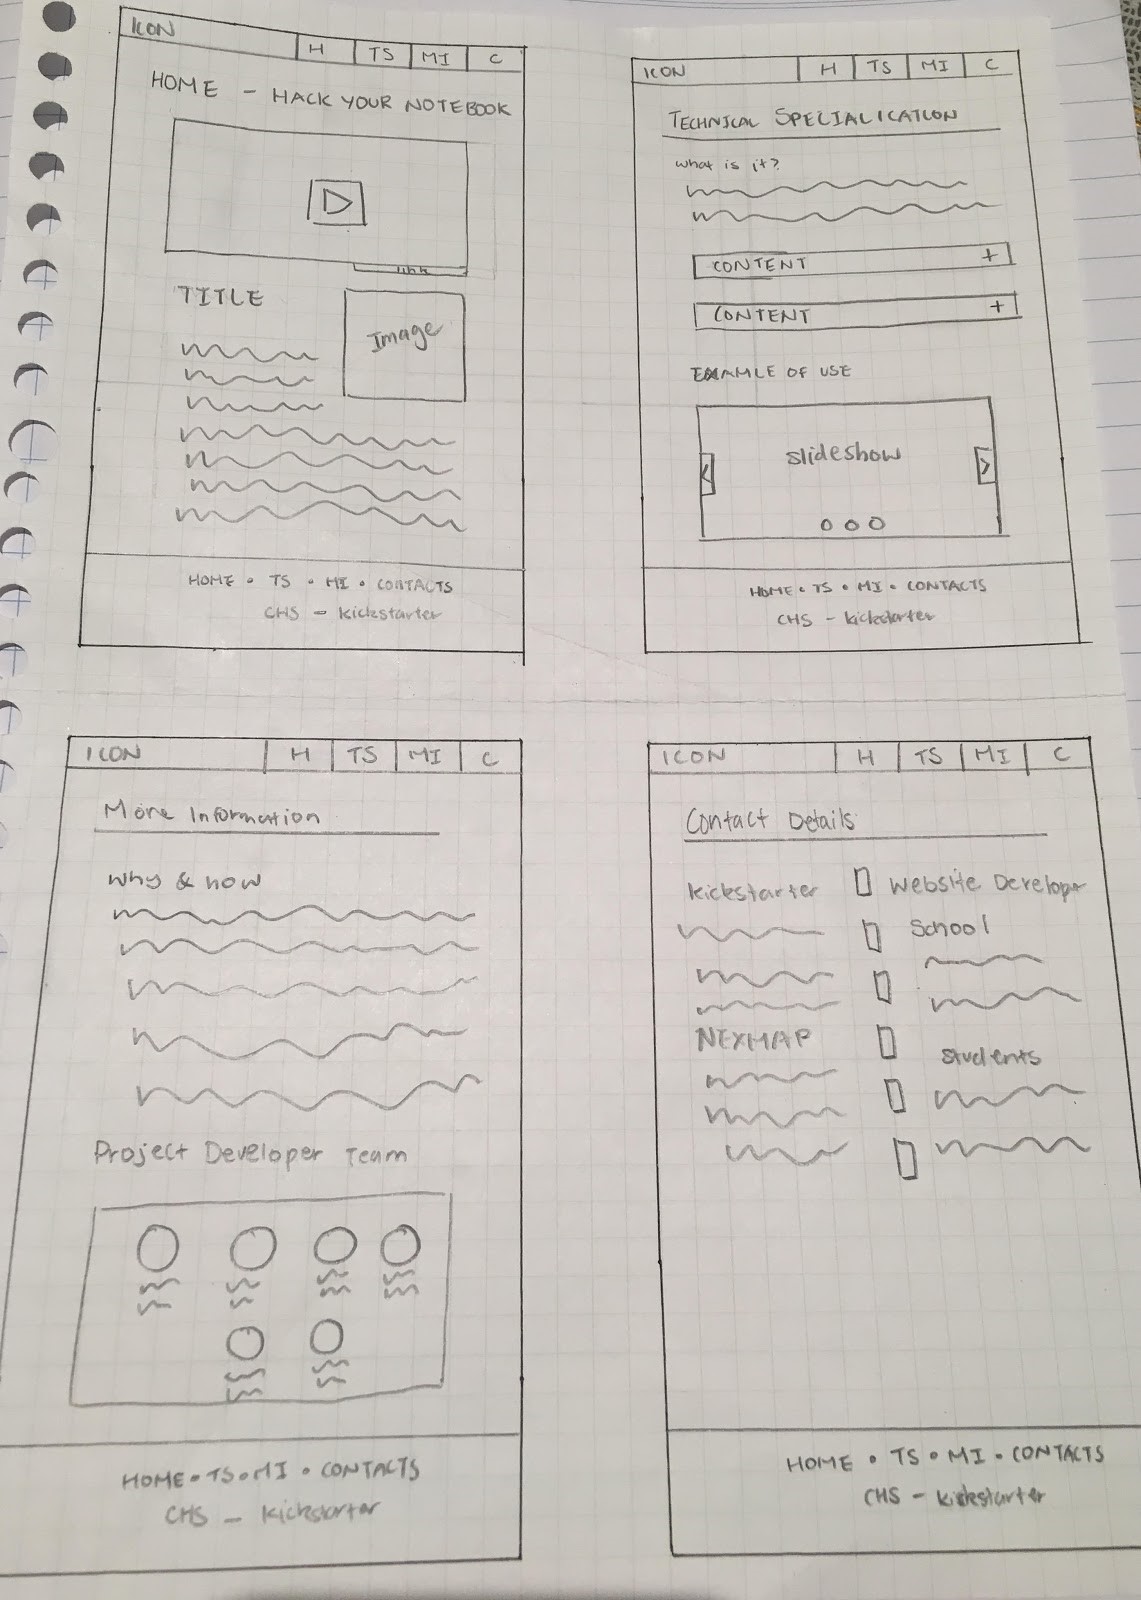 ICON H TS MI C
HOME - HACK YOUR NOTEBOOK
link
TITLE
Image
HOME • TS • MI • CONTACTS
CHS - kickstarter
ICON H TS MI C
TECHNICAL SPECIALICATION
what is it?
CONTENT +
CONTENT +
EXAMLE OF USE
slideshow
HOME • TS • MI • CONTACTS
CHS - kickstarter
ICON H TS MI C
More Information
Why & how
Project Developer Team
HOME • TS • MI • CONTACTS
CHS - kickstarter
ICON H TS MI C
Contact Details
kickstarter
NEXMAP
Website Developer
School
Students
HOME • TS • MI • CONTACTS
CHS - kickstarter